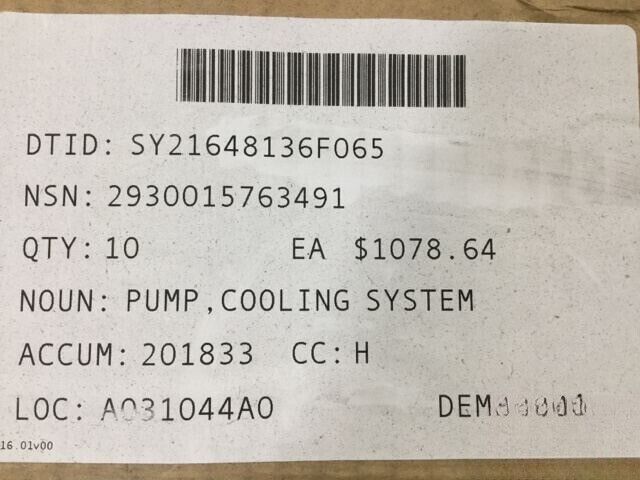 DTID: SY21648136F065
NSN: 2930015763491
QTY: 10 EA $1078.64
NOUN: PUMP,COOLING SYSTEM
ACCUM: 201833 CC: H
LOC: A031044A0
16.01v00